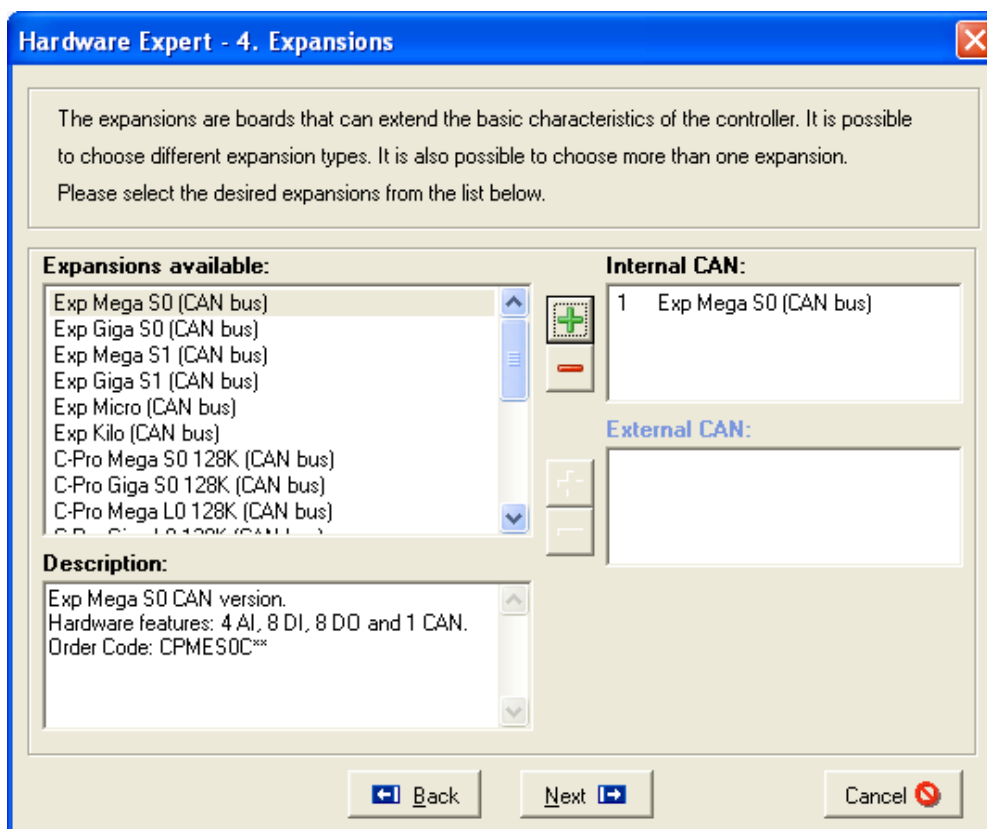 Hardware Expert - 4. Expansions
The expansions are boards that can extend the basic characteristics of the controller. It is possible
to choose different expansion types. It is also possible to choose more than one expansion.
Please select the desired expansions from the list below.
Expansions available:
Exp Mega S0 (CAN bus)
Exp Giga S0 (CAN bus)
Exp Mega S1 (CAN bus)
Exp Giga S1 (CAN bus)
Exp Micro (CAN bus)
Exp Kilo (CAN bus)
C-Pro Mega S0 128K (CAN bus)
C-Pro Giga S0 128K (CAN bus)
C-Pro Mega L0 128K (CAN bus)
Internal CAN:
1 Exp Mega S0 (CAN bus)
External CAN:
Description:
Exp Mega S0 CAN version.
Hardware features: 4 AI, 8 DI, 8 DO and 1 CAN.
Order Code: CPMES0C**
Back
Next
Cancel